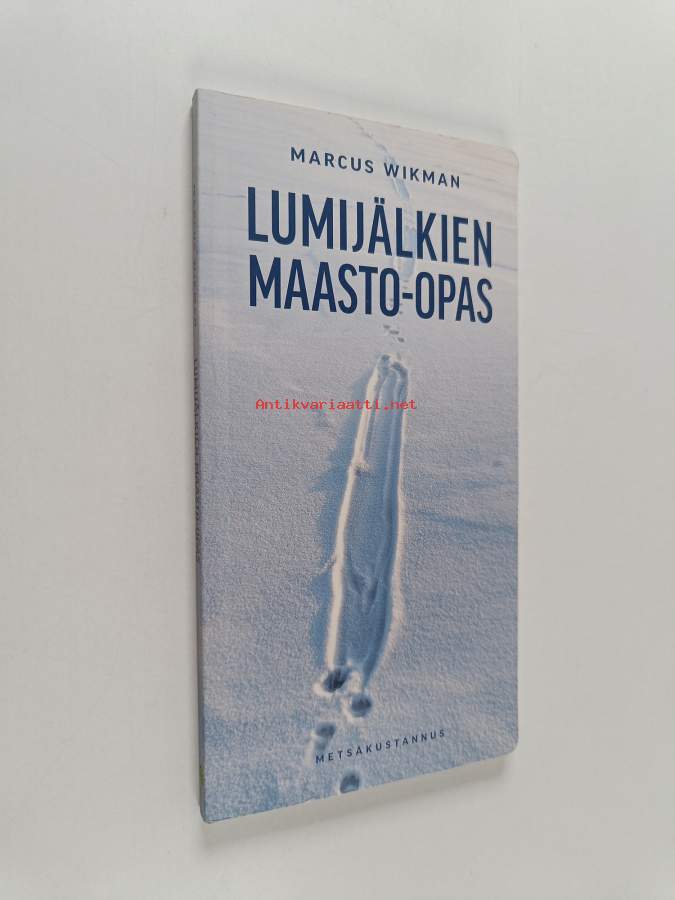 MARCUS WIKMAN
LUMIJÄLKIEN
MAASTO-OPAS
Antikvariaatti.net
METSÄKUSTANNUS